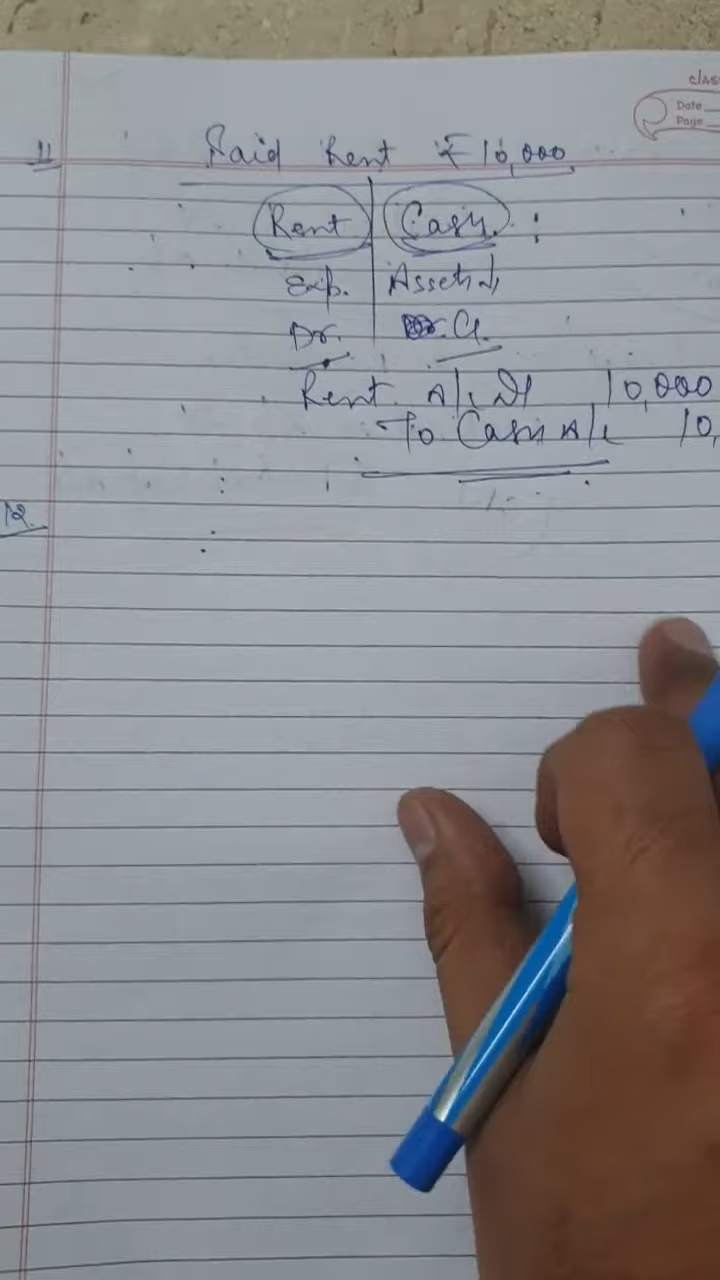 class
Date
Page
11 Paid Rent ₹ 10,000
Rent Cash :
Exp. Asset ↓
Dr. Cr.
Rent A/c Dr 10,000
To Cash A/c 10,
12.